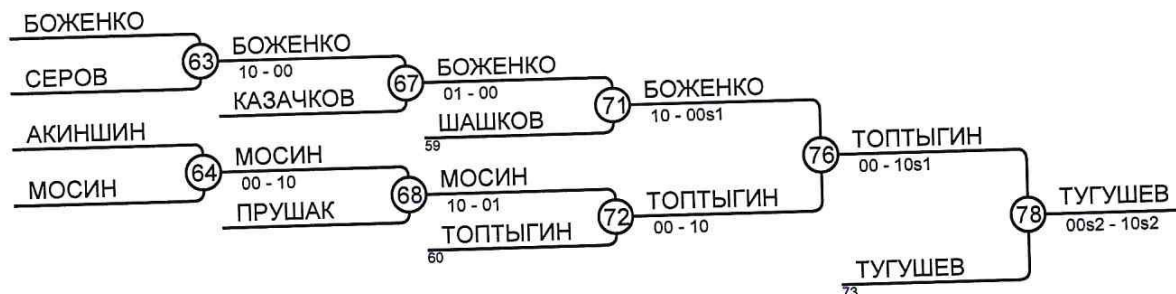 БОЖЕНКО
СЕРОВ
63
БОЖЕНКО
10 - 00
КАЗАЧКОВ
67
БОЖЕНКО
01 - 00
ШАШКОВ
59
71
БОЖЕНКО
10 - 00s1
АКИНШИН
МОСИН
64
МОСИН
00 - 10
ПРУШАК
68
МОСИН
10 - 01
ТОПТЫГИН
60
72
ТОПТЫГИН
00 - 10
76
ТОПТЫГИН
00 - 10s1
ТУГУШЕВ
73
78
ТУГУШЕВ
00s2 - 10s2